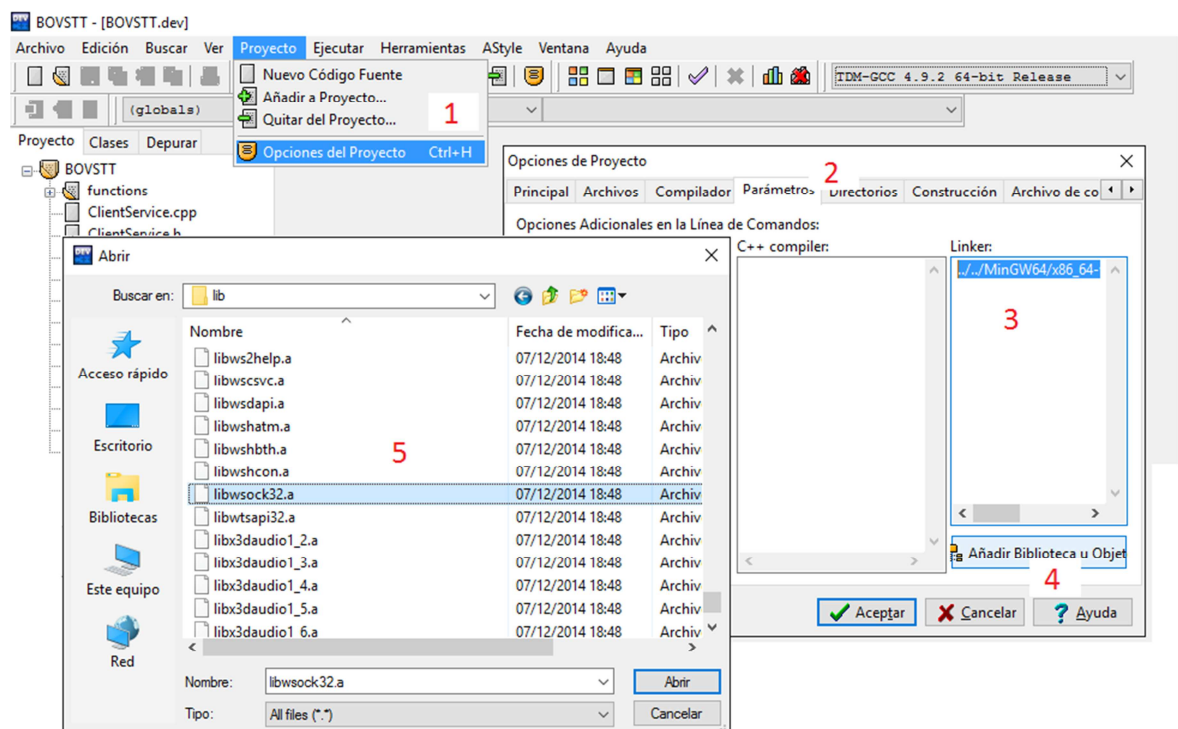 BOVSTT - [BOVSTT.dev]
Archivo Edición Buscar Ver Proyecto Ejecutar Herramientas AStyle Ventana Ayuda
Nuevo Código Fuente
Añadir a Proyecto...
Quitar del Proyecto...
1
Opciones del Proyecto Ctrl+H
TDM-GCC 4.9.2 64-bit Release
(globals)
Proyecto Clases Depurar
BOVSTT
functions
ClientService.cpp
ClientService.h
Opciones de Proyecto
2
Principal Archivos Compilador Parámetros Directorios Construcción Archivo de co
Opciones Adicionales en la Línea de Comandos:
C++ compiler:
Linker:
../../MinGW64/x86_64-
3
Añadir Biblioteca u Objet
4
Aceptar Cancelar Ayuda
Abrir
Buscar en: lib
Acceso rápido
Escritorio
Bibliotecas
Este equipo
Red
Nombre Fecha de modifica... Tipo
libws2help.a 07/12/2014 18:48 Archiv
libwscsvc.a 07/12/2014 18:48 Archiv
libwsdapi.a 07/12/2014 18:48 Archiv
libwshatm.a 07/12/2014 18:48 Archiv
libwshbth.a 07/12/2014 18:48 Archiv
5
libwshcon.a 07/12/2014 18:48 Archiv
libwsock32.a 07/12/2014 18:48 Archiv
libwtsapi32.a 07/12/2014 18:48 Archiv
libx3daudio1_2.a 07/12/2014 18:48 Archiv
libx3daudio1_3.a 07/12/2014 18:48 Archiv
libx3daudio1_4.a 07/12/2014 18:48 Archiv
libx3daudio1_5.a 07/12/2014 18:48 Archiv
libx3daudio1_6.a 07/12/2014 18:48 Archiv
Nombre: libwsock32.a Abrir
Tipo: All files (*.*) Cancelar